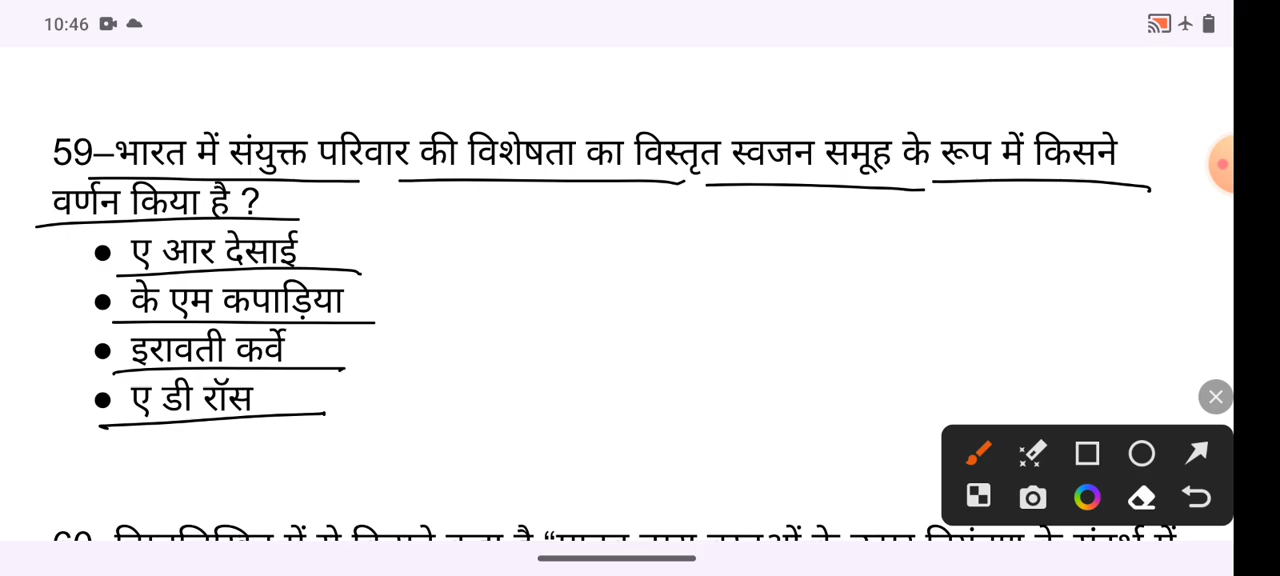 10:46
59–भारत में संयुक्त परिवार की विशेषता का विस्तृत स्वजन समूह के रूप में किसने
वर्णन किया है ?
● ए आर देसाई
● के एम कपाड़िया
● इरावती कर्वे
● ए डी रॉस